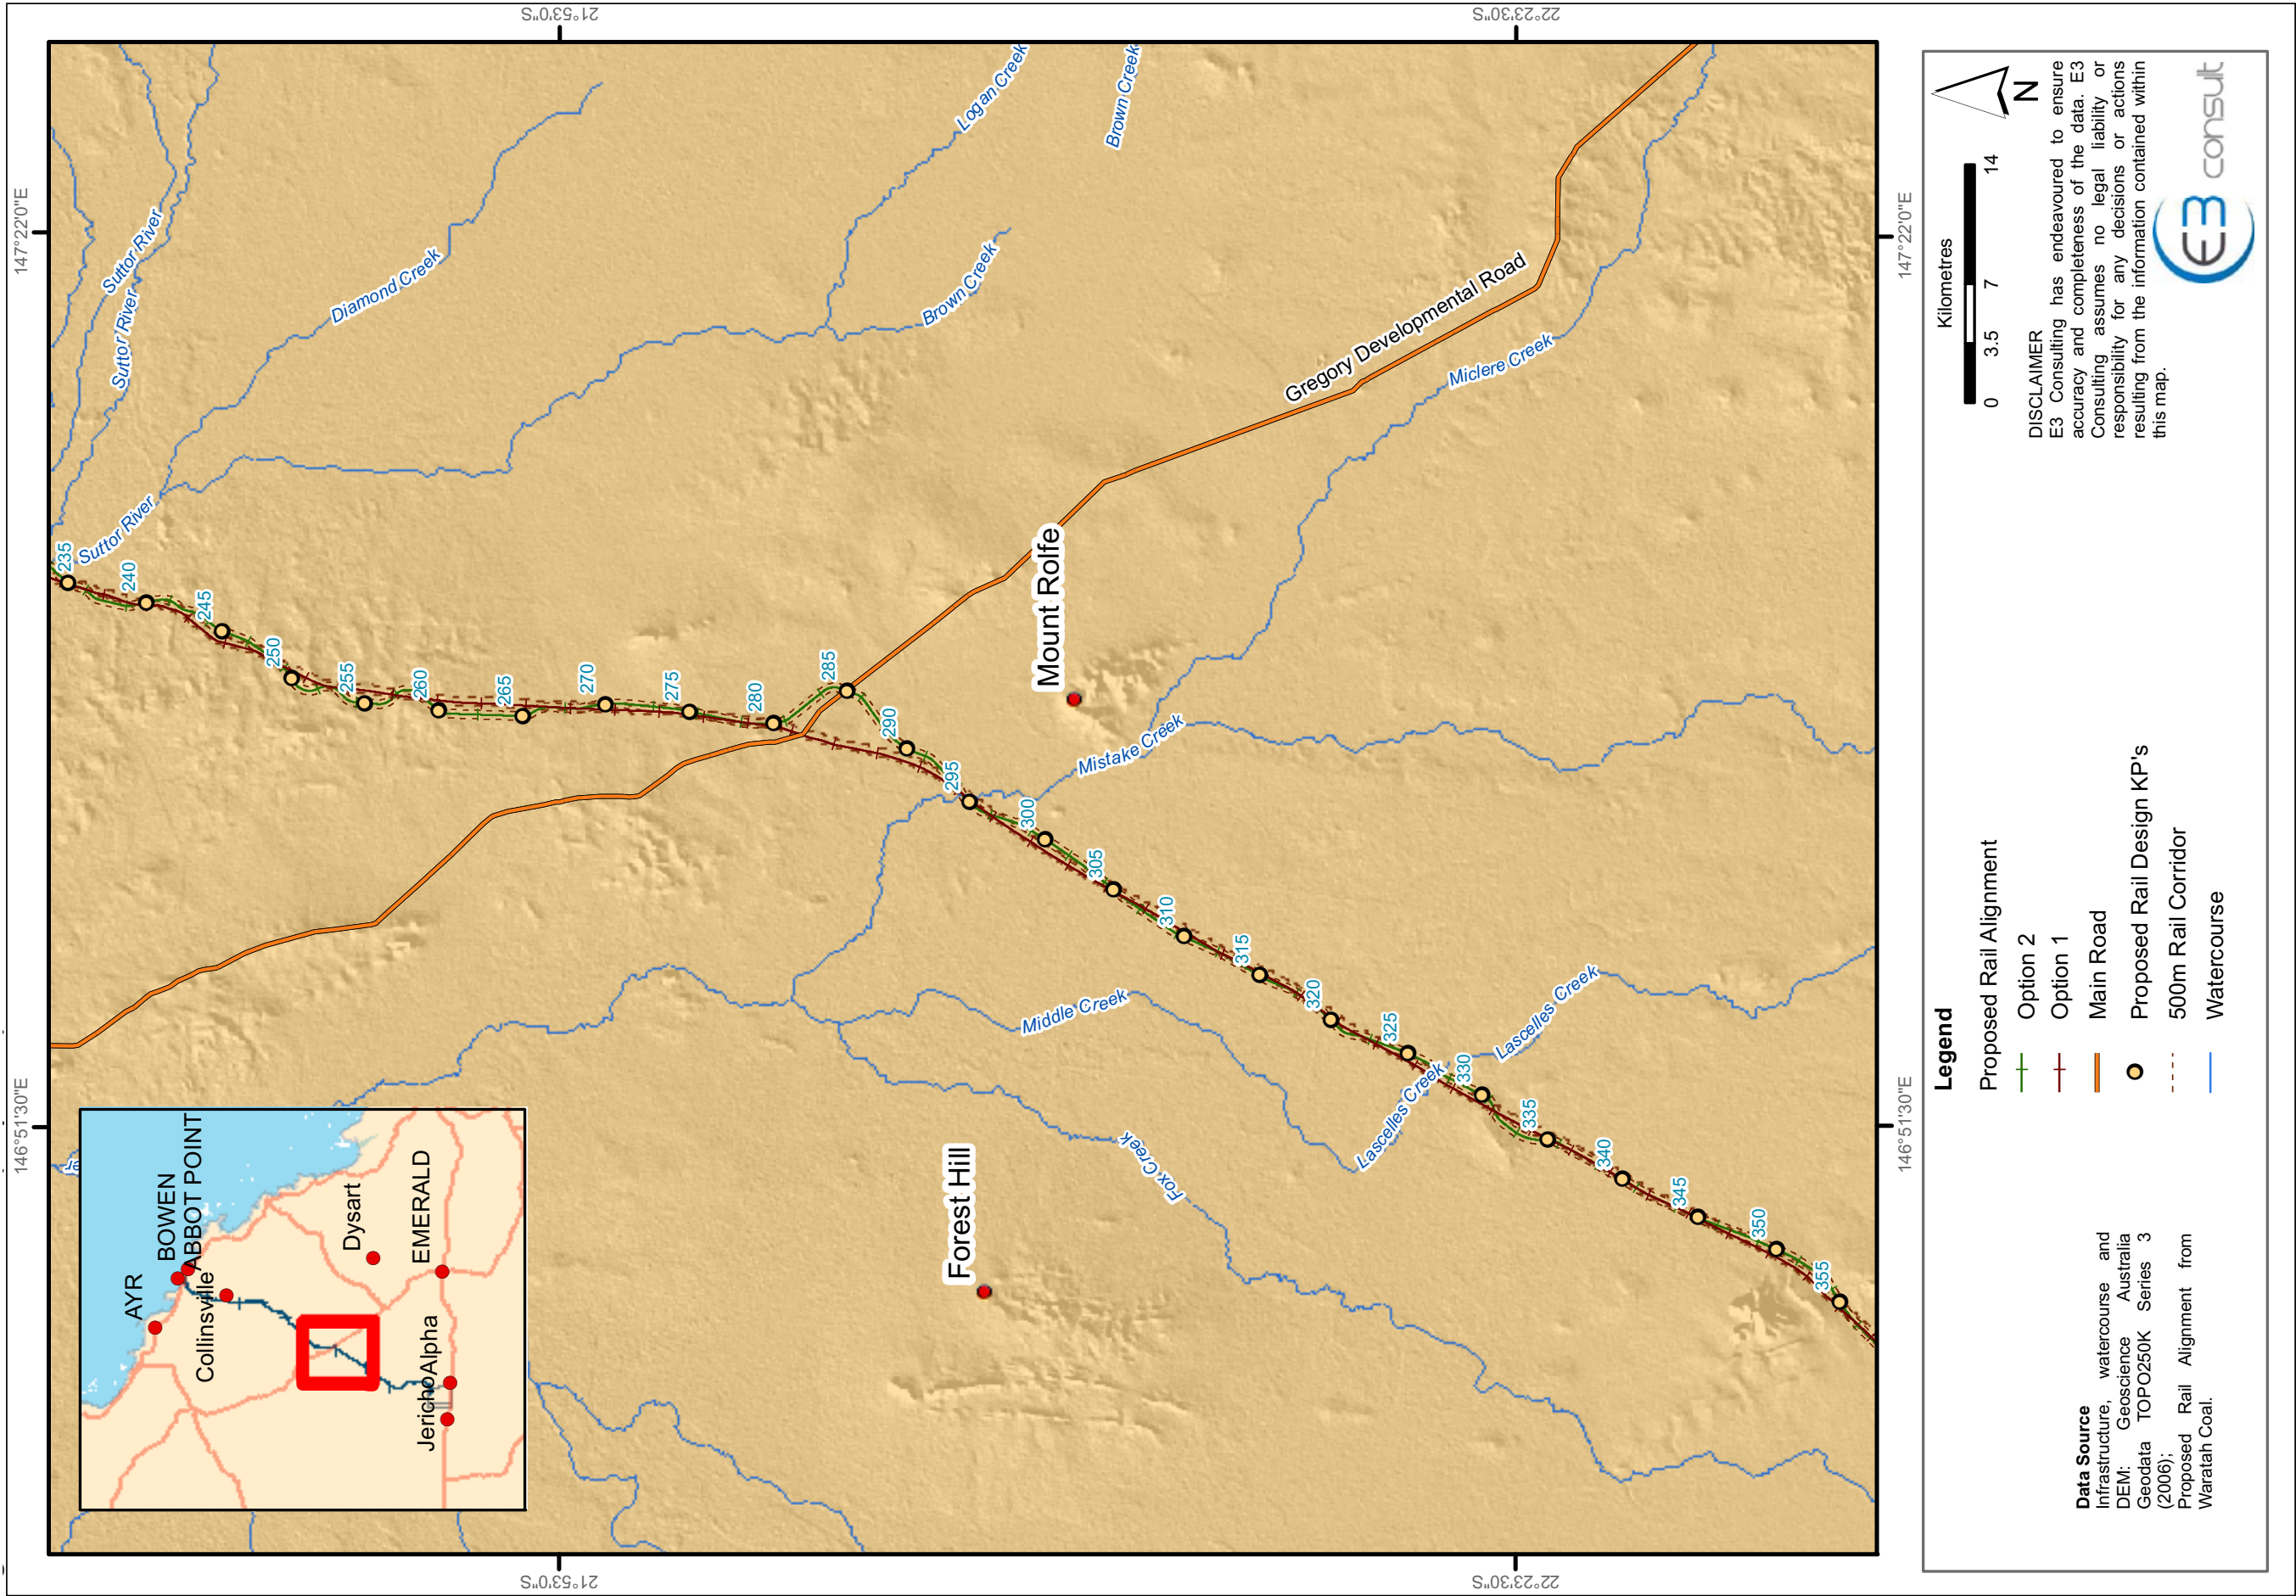 21°53'0"S
22°23'30"S
147°22'0"E
147°22'0"E
146°51'30"E
146°51'30"E
21°53'0"S
22°23'30"S
Suttor River
Suttor River
Suttor River
Diamond Creek
Logan Creek
Brown Creek
Brown Creek
Gregory Developmental Road
Miclere Creek
Mount Rolfe
Mistake Creek
Middle Creek
Lascelles Creek
Lascelles Creek
Fox Creek
Forest Hill
235
240
245
250
255
260
265
270
275
280
285
290
295
300
305
310
315
320
325
330
335
340
345
350
355
AYR
BOWEN
ABBOT POINT
Collinsville
Dysart
EMERALD
Jericho
Alpha
Legend
Proposed Rail Alignment
Option 2
Option 1
Main Road
Proposed Rail Design KP's
500m Rail Corridor
Watercourse
Data Source
Infrastructure, watercourse and
DEM: Geoscience Australia
Geodata TOPO250K Series 3
(2006);
Proposed Rail Alignment from
Waratah Coal.
Kilometres
0 3.5 7 14
N
DISCLAIMER
E3 Consulting has endeavoured to ensure
accuracy and completeness of the data. E3
Consulting assumes no legal liability or
responsibility for any decisions or actions
resulting from the information contained within
this map.
E3 consult